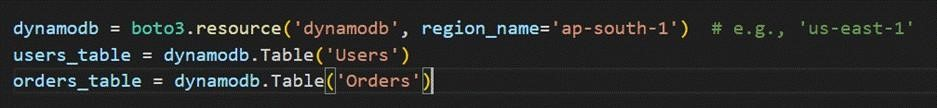 dynamodb = boto3.resource('dynamodb', region_name='ap-south-1')  # e.g., 'us-east-1'
users_table = dynamodb.Table('Users')
orders_table = dynamodb.Table('Orders')